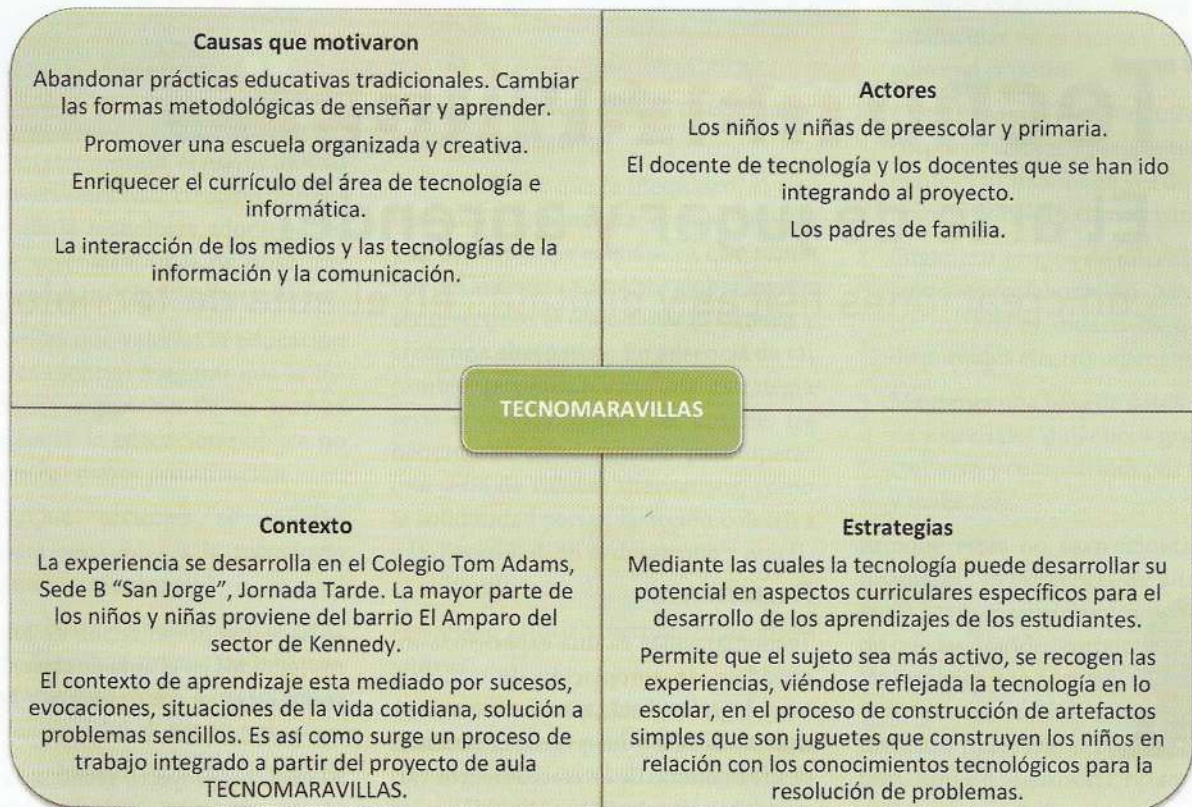 Causas que motivaron
Abandonar prácticas educativas tradicionales. Cambiar
las formas metodológicas de enseñar y aprender.
Promover una escuela organizada y creativa.
Enriquecer el currículo del área de tecnología e
informática.
La interacción de los medios y las tecnologías de la
información y la comunicación.
Actores
Los niños y niñas de preescolar y primaria.
El docente de tecnología y los docentes que se han ido
integrando al proyecto.
Los padres de familia.
TECNOMARAVILLAS
Contexto
La experiencia se desarrolla en el Colegio Tom Adams,
Sede B “San Jorge”, Jornada Tarde. La mayor parte de
los niños y niñas proviene del barrio El Amparo del
sector de Kennedy.
El contexto de aprendizaje esta mediado por sucesos,
evocaciones, situaciones de la vida cotidiana, solución a
problemas sencillos. Es así como surge un proceso de
trabajo integrado a partir del proyecto de aula
TECNOMARAVILLAS.
Estrategias
Mediante las cuales la tecnología puede desarrollar su
potencial en aspectos curriculares específicos para el
desarrollo de los aprendizajes de los estudiantes.
Permite que el sujeto sea más activo, se recogen las
experiencias, viéndose reflejada la tecnología en lo
escolar, en el proceso de construcción de artefactos
simples que son juguetes que construyen los niños en
relación con los conocimientos tecnológicos para la
resolución de problemas.